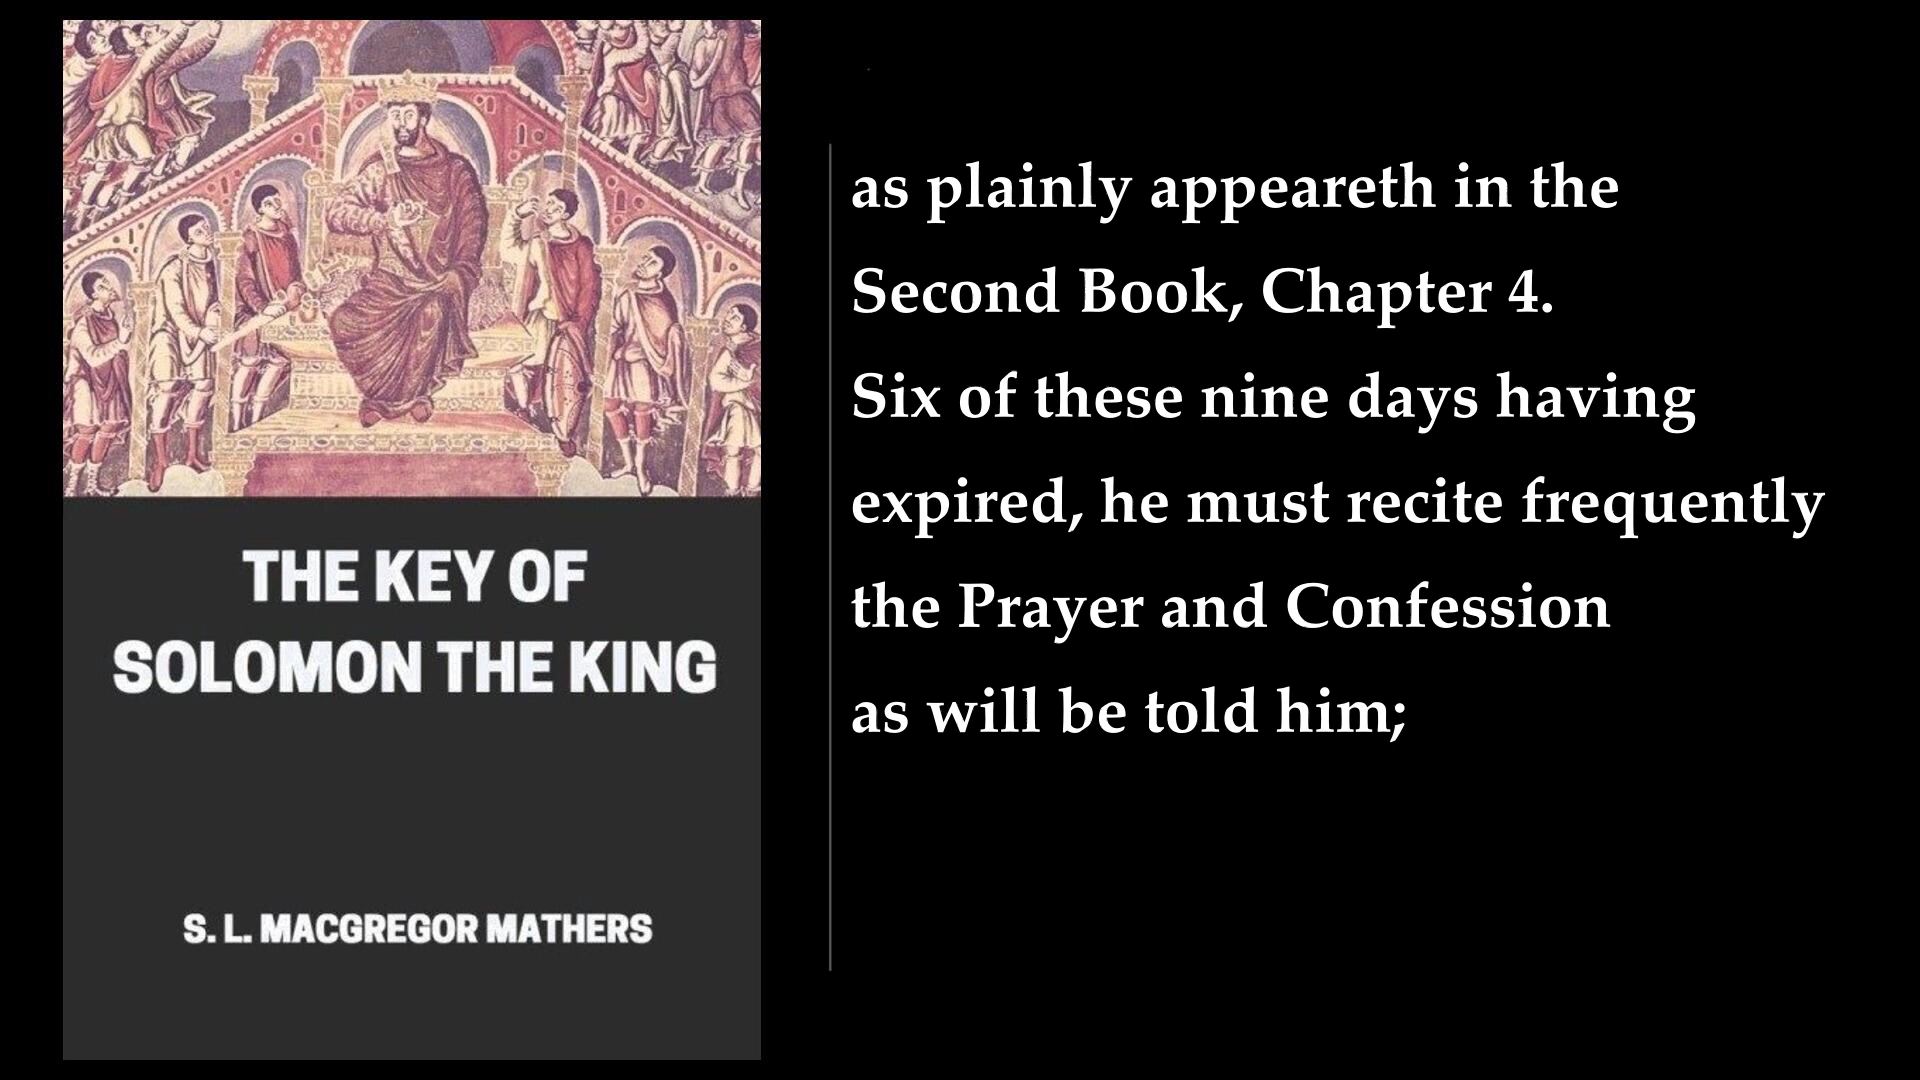 THE KEY OF
SOLOMON THE KING
S. L. MACGREGOR MATHERS
as plainly appeareth in the
Second Book, Chapter 4.
Six of these nine days having
expired, he must recite frequently
the Prayer and Confession
as will be told him;